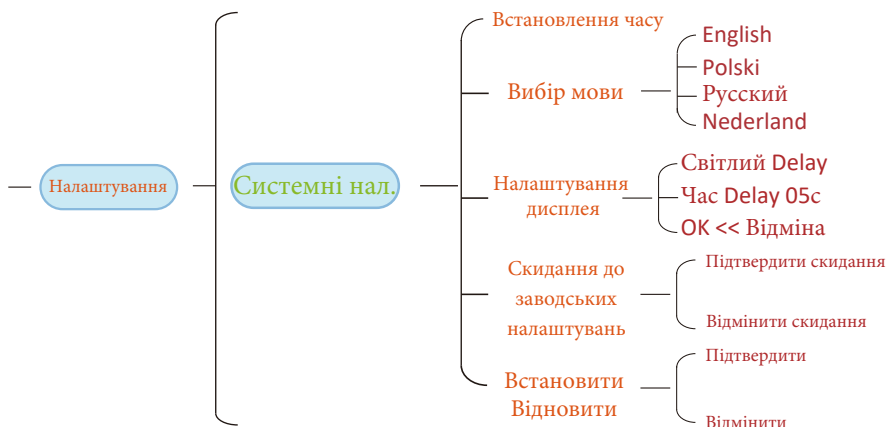 Налаштування
Системні нал.
Встановлення часу
Вибір мови
English
Polski
Русский
Nederland
Налаштування
дисплея
Світлий Delay
Час Delay 05с
OK << Відміна
Скидання до
заводських
налаштувань
Підтвердити скидання
Відмінити скидання
Встановити
Відновити
Підтвердити
Відмінити